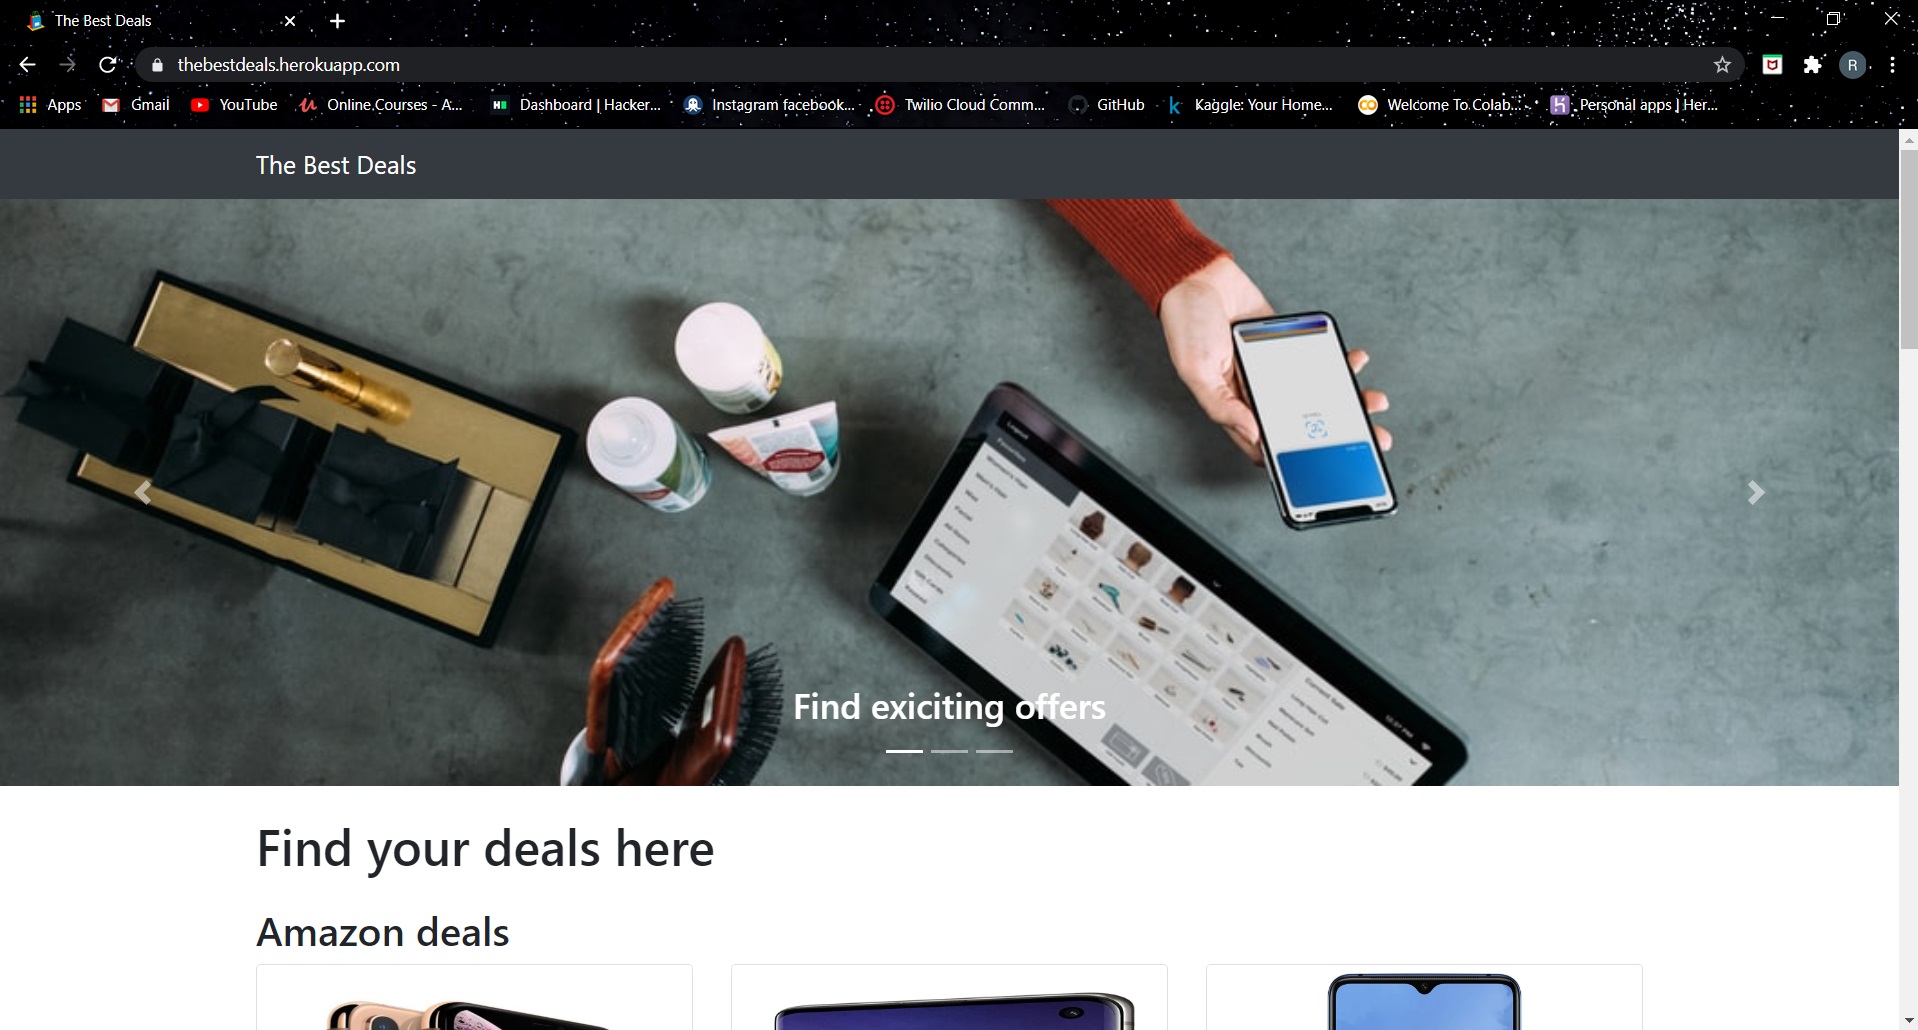 The Best Deals
thebestdeals.herokuapp.com
R
Apps Gmail YouTube Online Courses - A... Dashboard | Hacker... Instagram facebook... Twilio Cloud Comm... GitHub Kaggle: Your Home... Welcome To Colab... Personal apps | Her...
The Best Deals
Find exiciting offers
Find your deals here
Amazon deals